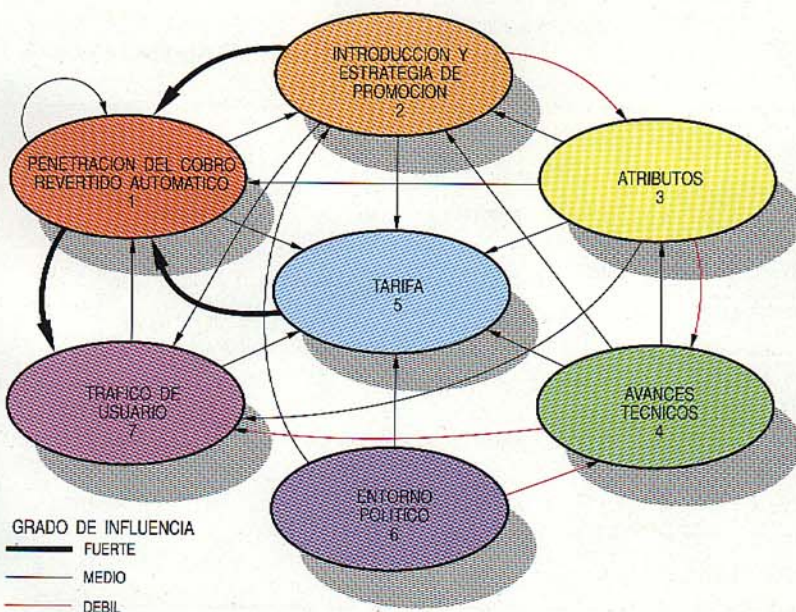 INTRODUCCION Y
ESTRATEGIA DE
PROMOCION
2
PENETRACION DEL COBRO
REVERTIDO AUTOMATICO
1
ATRIBUTOS
3
TARIFA
5
TRAFICO DE
USUARIO
7
AVANCES
TECNICOS
4
ENTORNO
POLITICO
6
GRADO DE INFLUENCIA
FUERTE
MEDIO
DEBIL